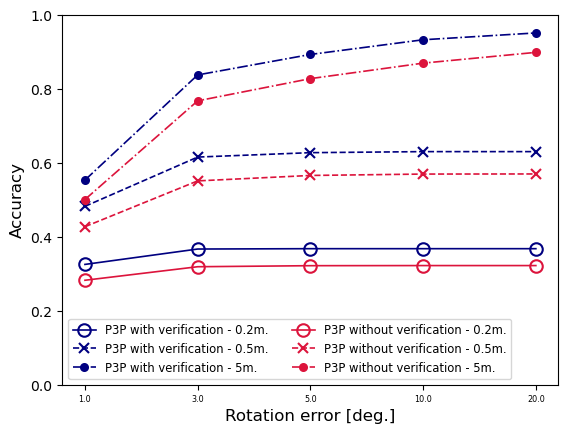 1.0
0.8
0.6
0.4
0.2
0.0
Accuracy
P3P with verification - 0.2m.
P3P with verification - 0.5m.
P3P with verification - 5m.
P3P without verification - 0.2m.
P3P without verification - 0.5m.
P3P without verification - 5m.
1.0 3.0 5.0 10.0 20.0
Rotation error [deg.]